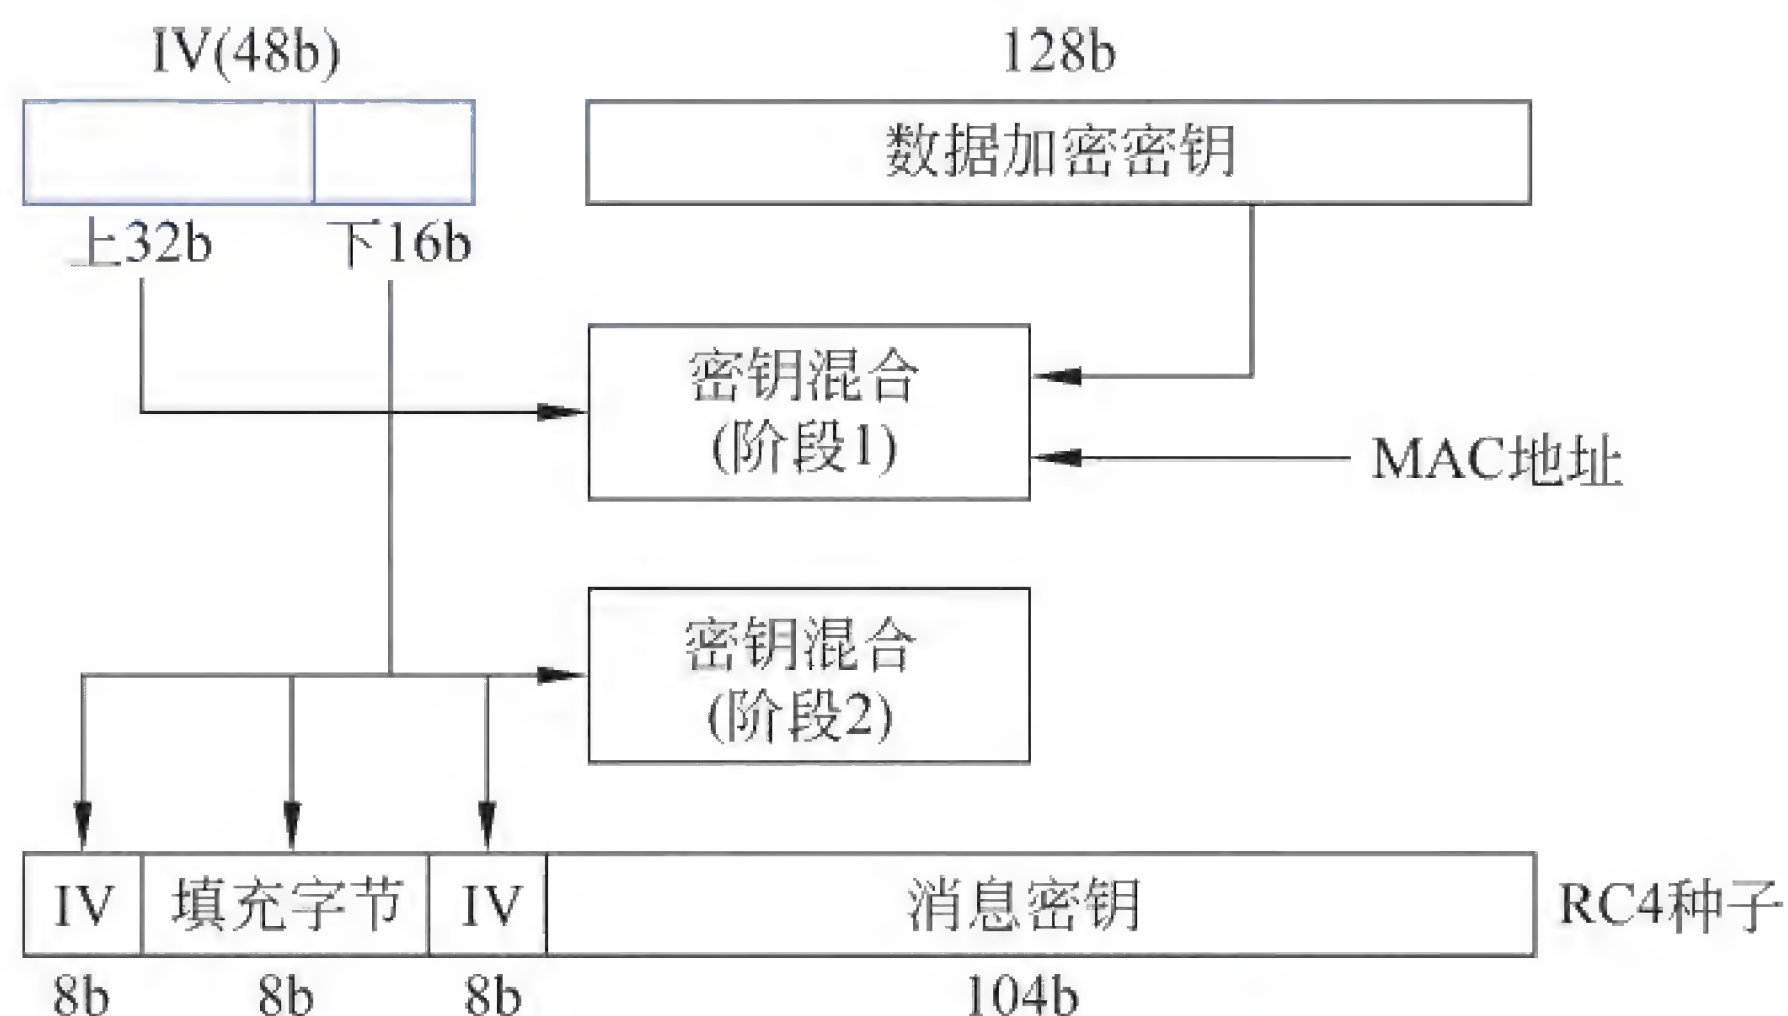 IV(48b)
128b
数据加密密钥
上32b
下16b
密钥混合
(阶段1)
MAC地址
密钥混合
(阶段2)
IV
填充字节
IV
消息密钥
RC4种子
8b
8b
8b
104b